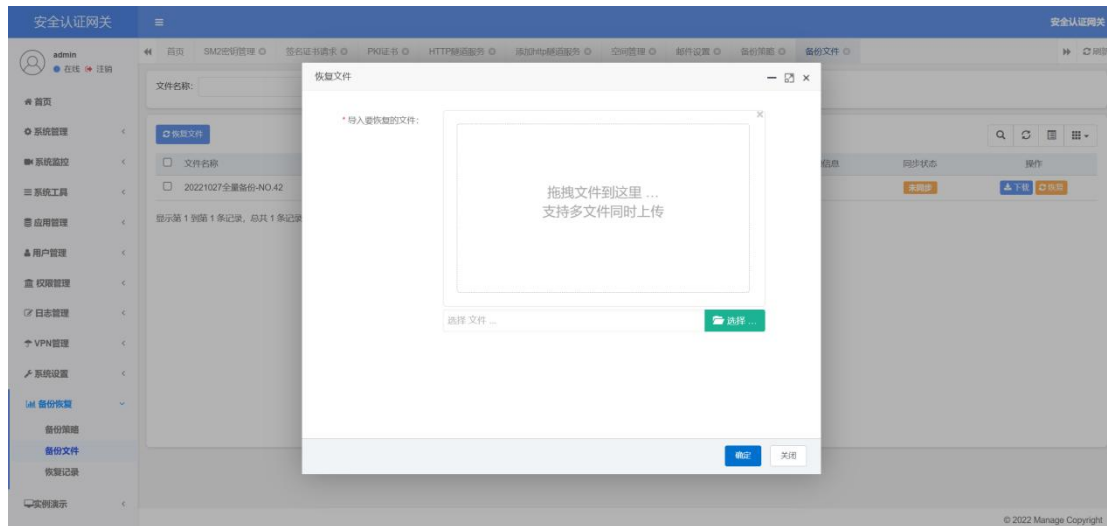 安全认证网关
安全认证网关
admin
在线 注销
首页 SM2密钥管理 签名证书请求 PKI证书 HTTP隧道服务 添加http隧道服务 空间管理 邮件设置 备份策略 备份文件
文件名称:
恢复文件
* 导入要恢复的文件:
恢复文件
文件名称
信息 同步状态 操作
20221027全量备份-NO.42
未同步 下载 恢复
显示第 1 到第 1 条记录，总共 1 条记录
拖拽文件到这里 ...
支持多文件同时上传
选择 文件 ...
选择 ...
确定 关闭
首页
系统管理
系统监控
系统工具
应用管理
用户管理
权限管理
日志管理
VPN管理
系统设置
备份恢复
备份策略
备份文件
恢复记录
实例演示
© 2022 Manage Copyright